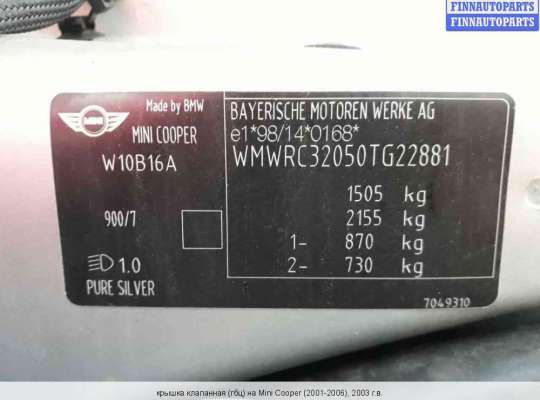 FINNAUTOPARTS
FINNAUTOPARTS
FINNAUTOPARTS
MINI
Made by BMW
MINI COOPER
W10B16A
900/7
1.0
PURE SILVER
BAYERISCHE MOTOREN WERKE AG
e1*98/14*0168*
WMWRC32050TG22881
1505 kg
2155 kg
1- 870 kg
2- 730 kg
7049310
крышка клапанная (гбц) на Mini Cooper (2001-2006), 2003 г.в.